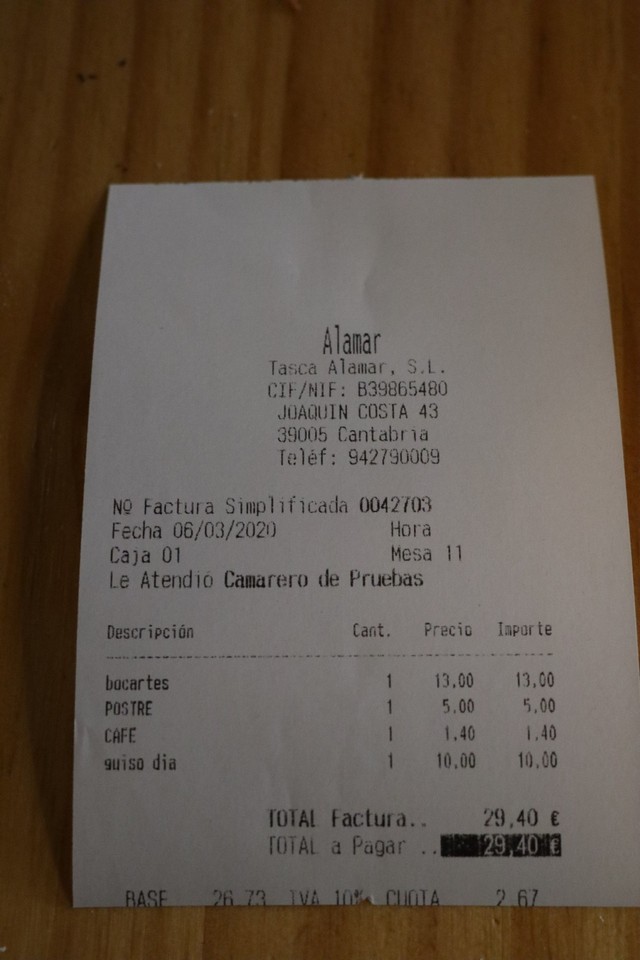 Alamar
Tasca Alamar, S.L.
CIF/NIF: B39865480
JOAQUIN COSTA 43
39005 Cantabria
Teléf: 942790009
Nº Factura Simplificada 0042703
Fecha 06/03/2020 Hora
Caja 01 Mesa 11
Le Atendió Camarero de Pruebas
Descripción Cant. Precio Importe
bocartes 1 13,00 13,00
POSTRE 1 5,00 5,00
CAFE 1 1,40 1,40
guiso dia 1 10,00 10,00
TOTAL Factura.. 29,40 €
TOTAL a Pagar .. 29,40 €
BASE 26,73 IVA 10% CUOTA 2,67